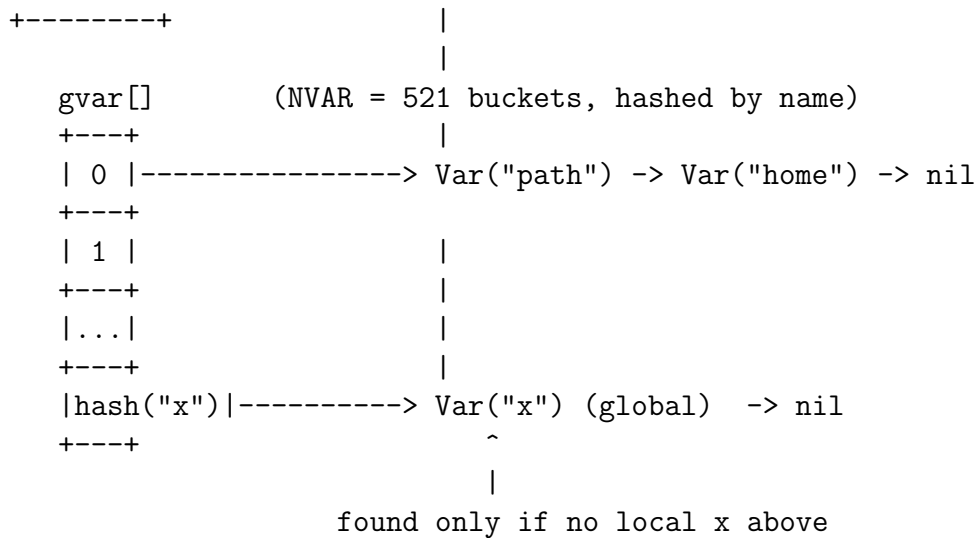 +--------+                 |
                           |
   gvar[]       (NVAR = 521 buckets, hashed by name)
   +---+                   |
   | 0 |----------------> Var("path") -> Var("home") -> nil
   +---+
   | 1 |                   |
   +---+                   |
   |...|                   |
   +---+                   |
   |hash("x")|----------> Var("x") (global)  -> nil
   +---+                      ^
                              |
                    found only if no local x above